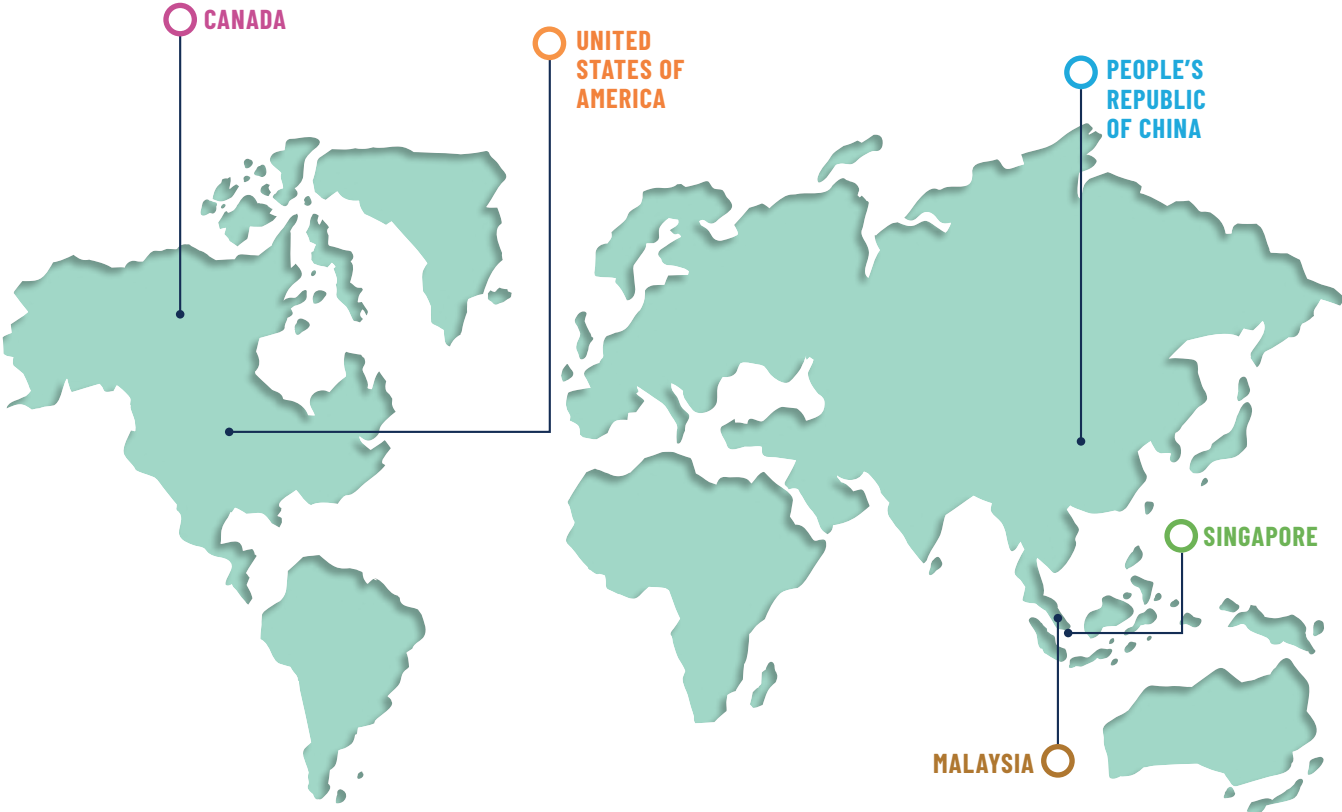 CANADA
UNITED
STATES OF
AMERICA
PEOPLE'S
REPUBLIC
OF CHINA
SINGAPORE
MALAYSIA